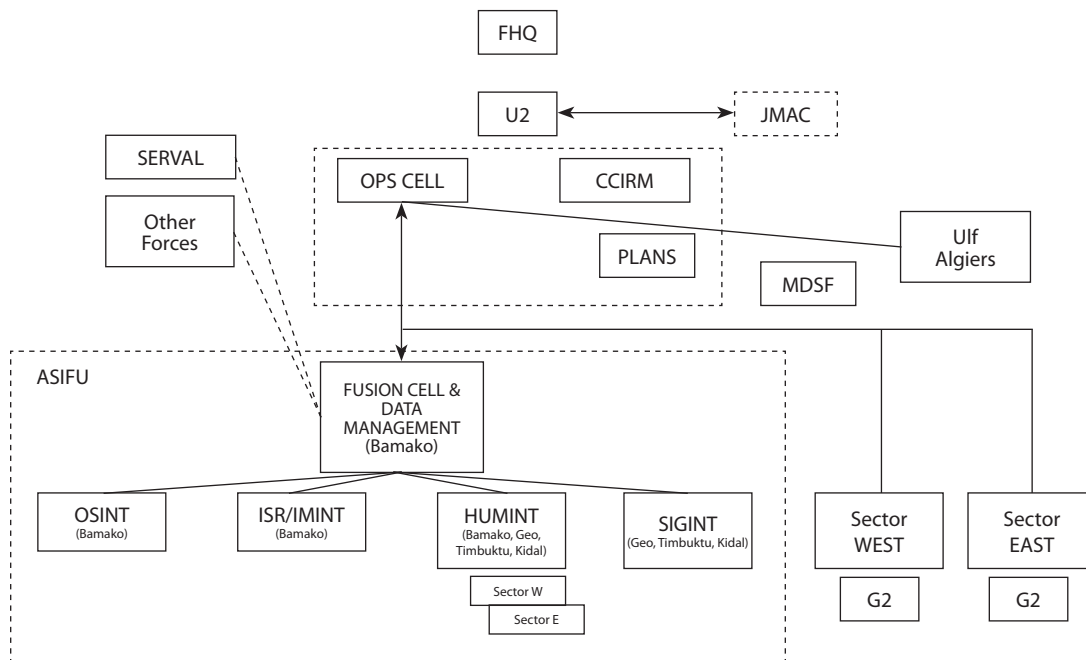 FHQ
U2
JMAC
SERVAL
OPS CELL
CCIRM
Other
Forces
Ulf
Algiers
PLANS
MDSF
ASIFU
FUSION CELL &
DATA
MANAGEMENT
(Bamako)
OSINT
(Bamako)
ISR/IMINT
(Bamako)
HUMINT
(Bamako, Geo,
Timbuktu, Kidal)
SIGINT
(Geo, Timbuktu, Kidal)
Sector
WEST
Sector
EAST
Sector W
Sector E
G2
G2